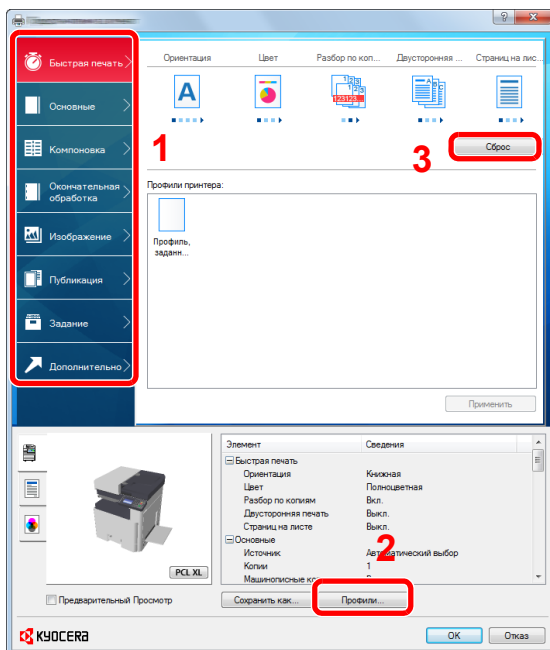 Быстрая печать
Основные
Компоновка
Окончательная
обработка
Изображение
Публикация
Задание
Дополнительно
1
Ориентация Цвет Разбор по коп... Двусторонняя ... Страниц на лис...
A
123
123123
3
Сброс
Профили принтера:
Профиль,
заданн...
Применить
PCL XL
Предварительный Просмотр
Элемент Сведения
Быстрая печать
Ориентация Книжная
Цвет Полноцветная
Разбор по копиям Вкл.
Двусторонняя печать Выкл.
Страниц на листе Выкл.
Основные
Источник Автоматический выбор
Копии 1
2
Сохранить как... Профили...
KYOCERA
OK Отказ